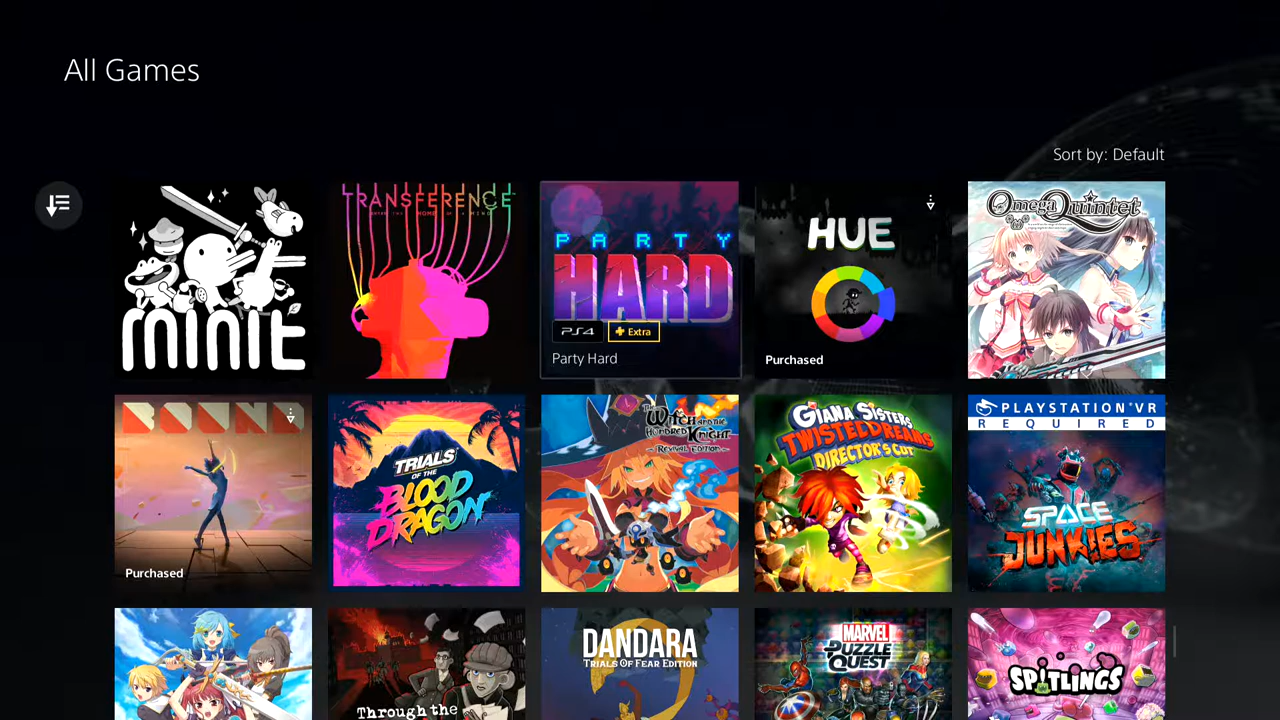 All Games
Sort by: Default
minit
TRANSFERENCE
PARTY
HARD
PS4
Extra
Party Hard
HUE
Purchased
Omega Quintet
BOUND
Purchased
TRIALS
OF THE
BLOOD
DRAGON
The
Witch and the
Hundred Knight
~ Revival Edition ~
Giana Sisters
Twisted Dreams
Director's Cut
PLAYSTATION®VR
REQUIRED
SPACE
JUNKIES
Through the
DANDARA
TRIALS OF FEAR EDITION
MARVEL
PUZZLE
QUEST
SPITLINGS